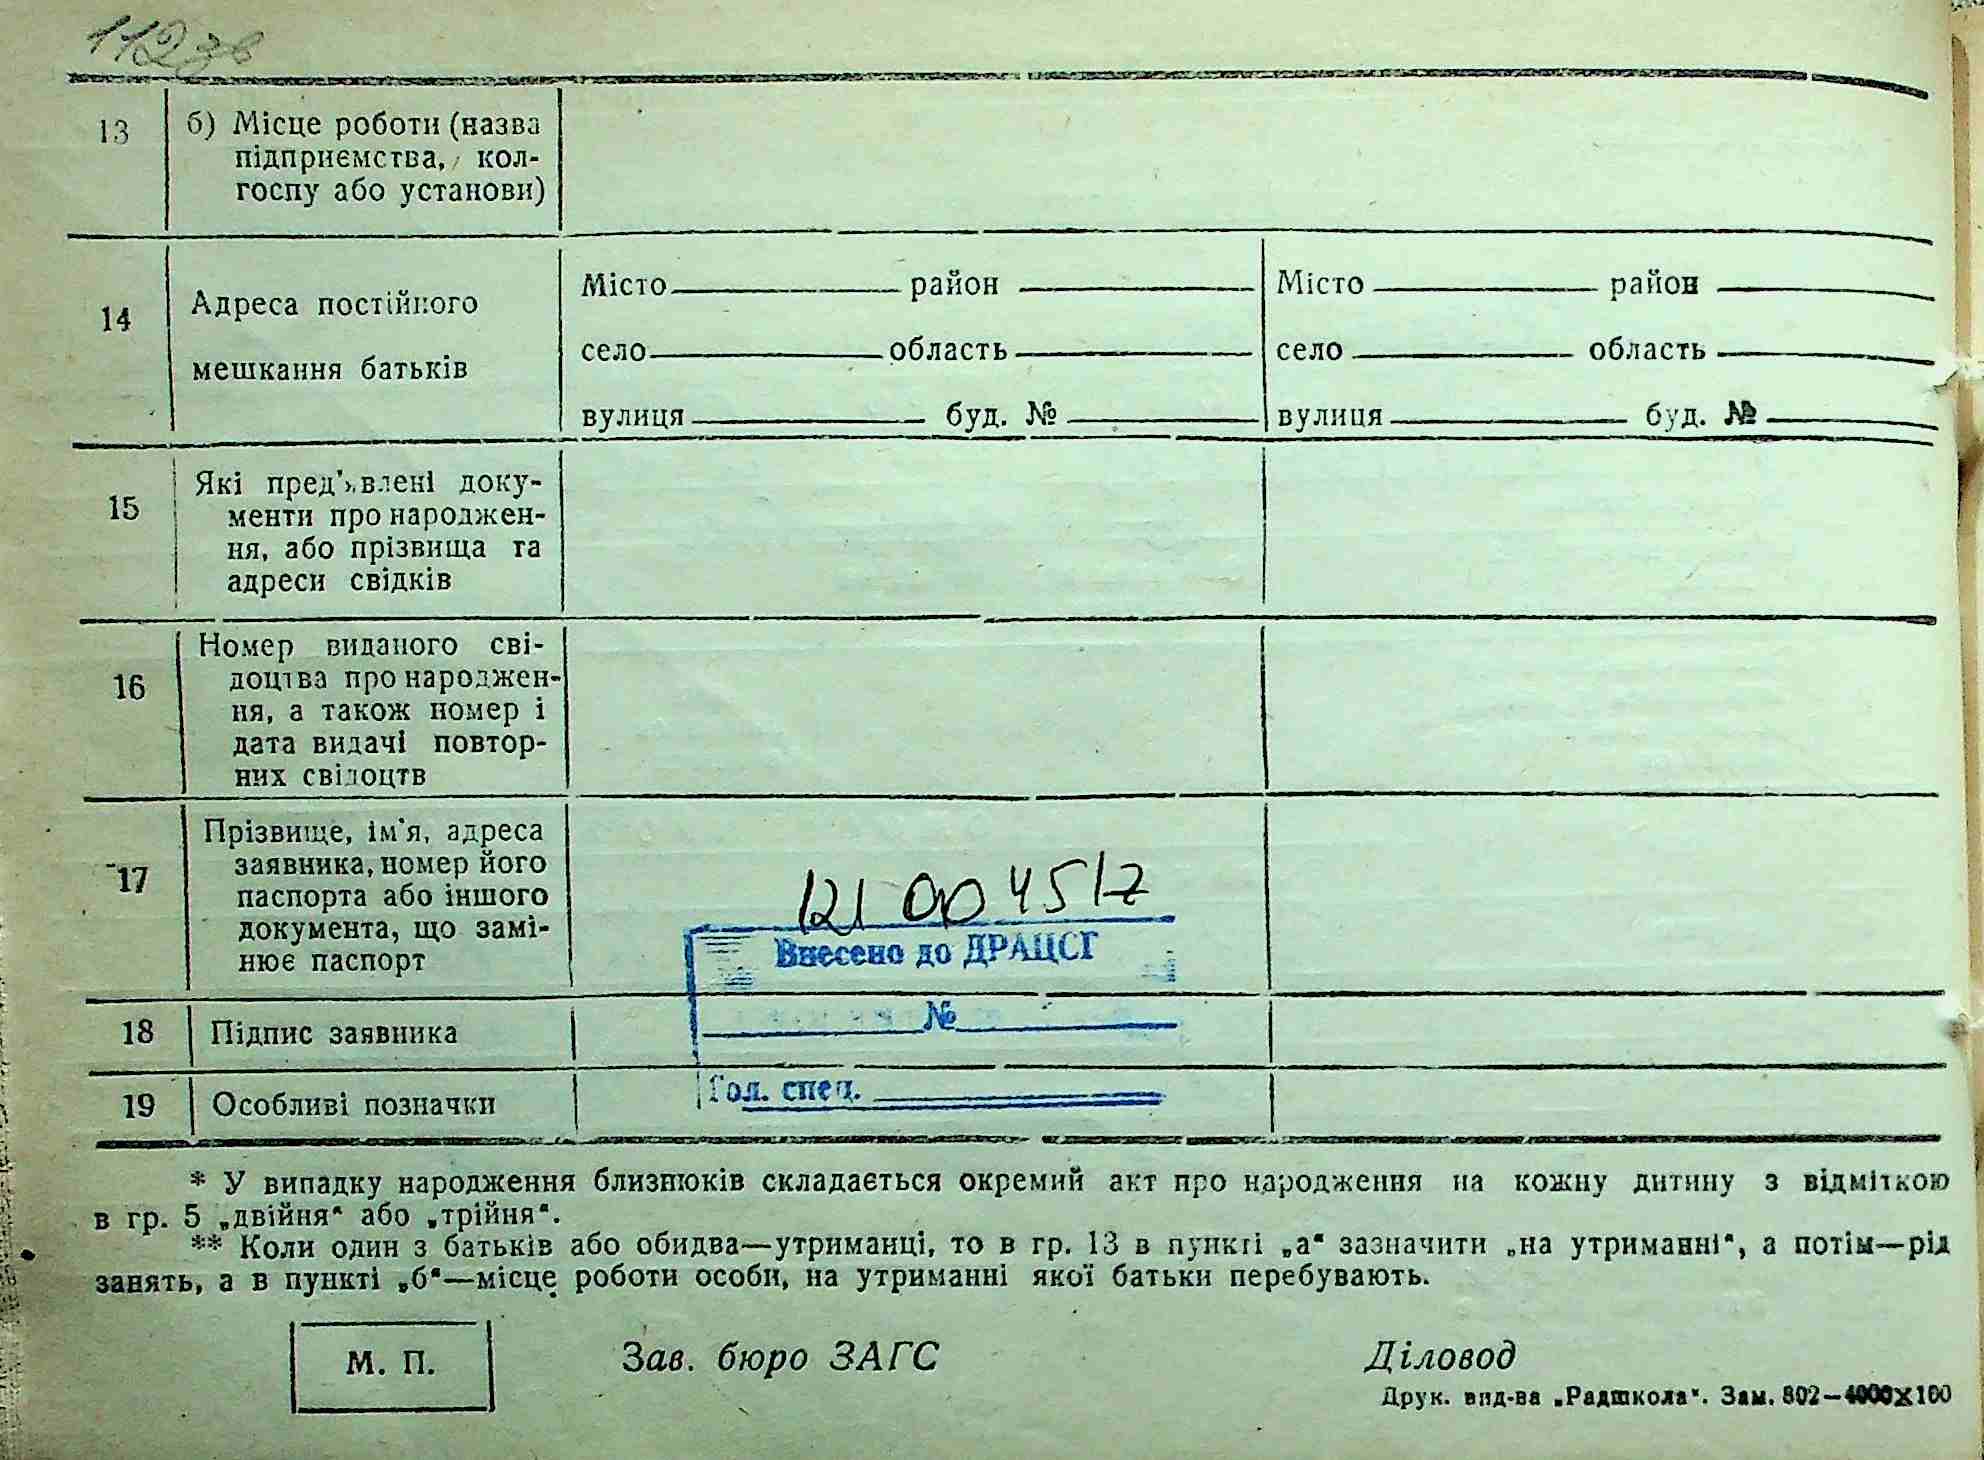 112 зв
13 б) Місце роботи (назва
підприємства, кол-
госпу або установи)
14 Адреса постійного
мешкання батьків
Місто район
село область
вулиця буд. №
Місто район
село область
вулиця буд. №
15 Які пред'явлені доку-
менти про народжен-
ня, або прізвища та
адреси свідків
16 Номер виданого сві-
доцтва про народжен-
ня, а також номер і
дата видачі повтор-
них свідоцтв
17 Прізвище, ім'я, адреса
заявника, номер його
паспорта або іншого
документа, що замі-
нює паспорт
Внесено до ДРАЦСГ
№
Гол. спец.
18 Підпис заявника
19 Особливі позначки
* У випадку народження близнюків складається окремий акт про народження на кожну дитину з відміткою
в гр. 5 „двійня“ або „трійня“.
** Коли один з батьків або обидва—утриманці, то в гр. 13 в пункті „а“ зазначити „на утриманні“, а потім—рід
занять, а в пункті „б“—місце роботи особи, на утриманні якої батьки перебувають.
М. П.
Зав. бюро ЗАГС
Діловод
Друк. вид-ва „Радшкола“. Зам. 802—4000×100